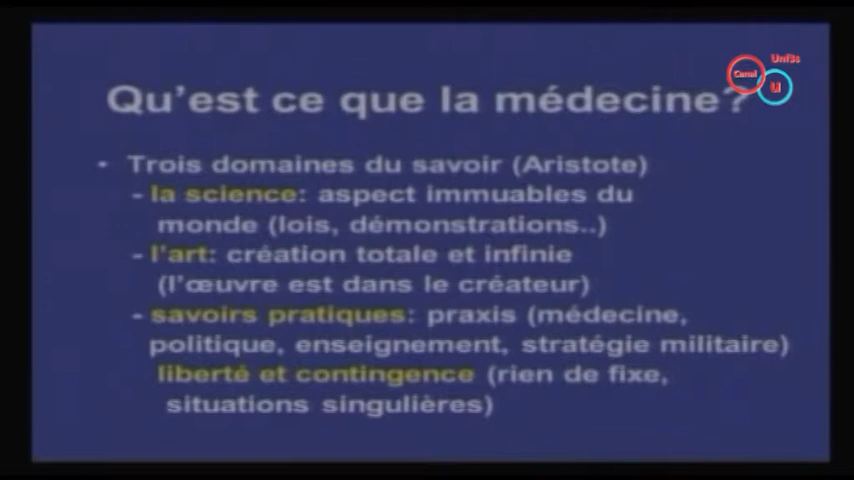 Unf3s
Canal
u
Qu'est ce que la médecine?
• Trois domaines du savoir (Aristote)
- la science: aspect immuables du
monde (lois, démonstrations..)
- l'art: création totale et infinie
(l'œuvre est dans le créateur)
- savoirs pratiques: praxis (médecine,
politique, enseignement, stratégie militaire)
liberté et contingence (rien de fixe,
situations singulières)